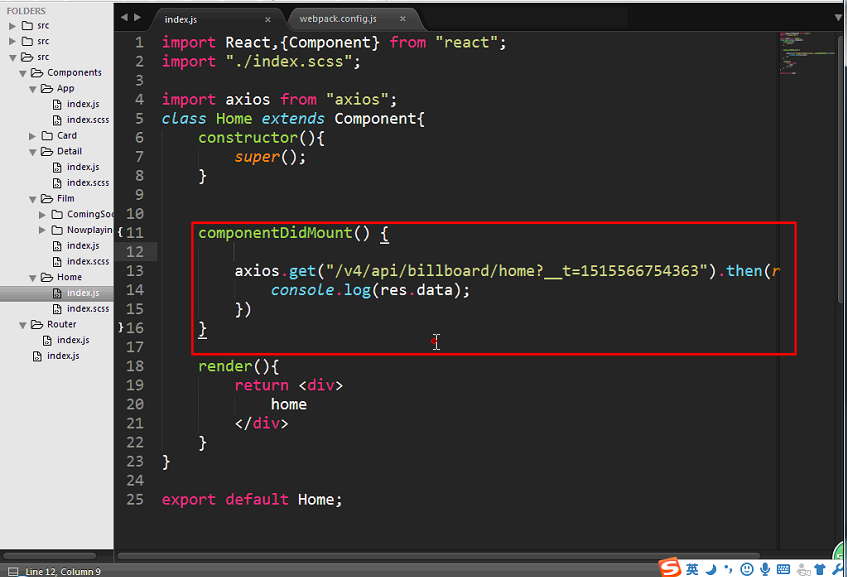 FOLDERS
src
src
src
Components
App
index.js
index.scss
Card
Detail
index.js
index.scss
Film
ComingSoo
Nowplayin
index.js
index.scss
Home
index.js
index.scss
Router
index.js
index.js
index.js × webpack.config.js ×
1 import React,{Component} from "react";
2 import "./index.scss";
3
4 import axios from "axios";
5 class Home extends Component{
6 constructor(){
7 super();
8 }
9
10
{11 componentDidMount() {
12
13 axios.get("/v4/api/billboard/home?__t=1515566754363").then(r
14 console.log(res.data);
15 })
}16 }
17
18 render(){
19 return <div>
20 home
21 </div>
22 }
23 }
24
25 export default Home;
Line 12, Column 9
S 英